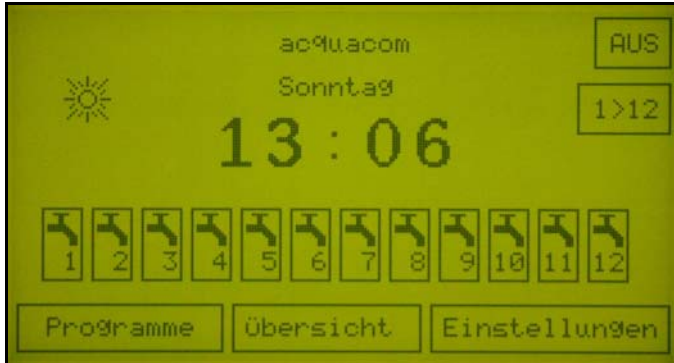 acquacom
AUS
Sonntag
1>12
13:06
1 2 3 4 5 6 7 8 9 10 11 12
Programme Übersicht Einstellungen